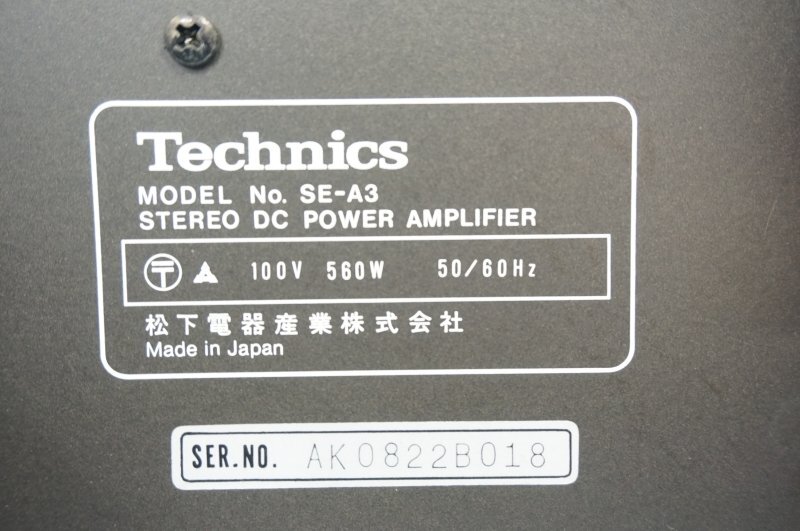 Technics
MODEL No. SE-A3
STEREO DC POWER AMPLIFIER
〒 100V 560W 50/60Hz
松下電器産業株式会社
Made in Japan
SER.NO. AK0822B018